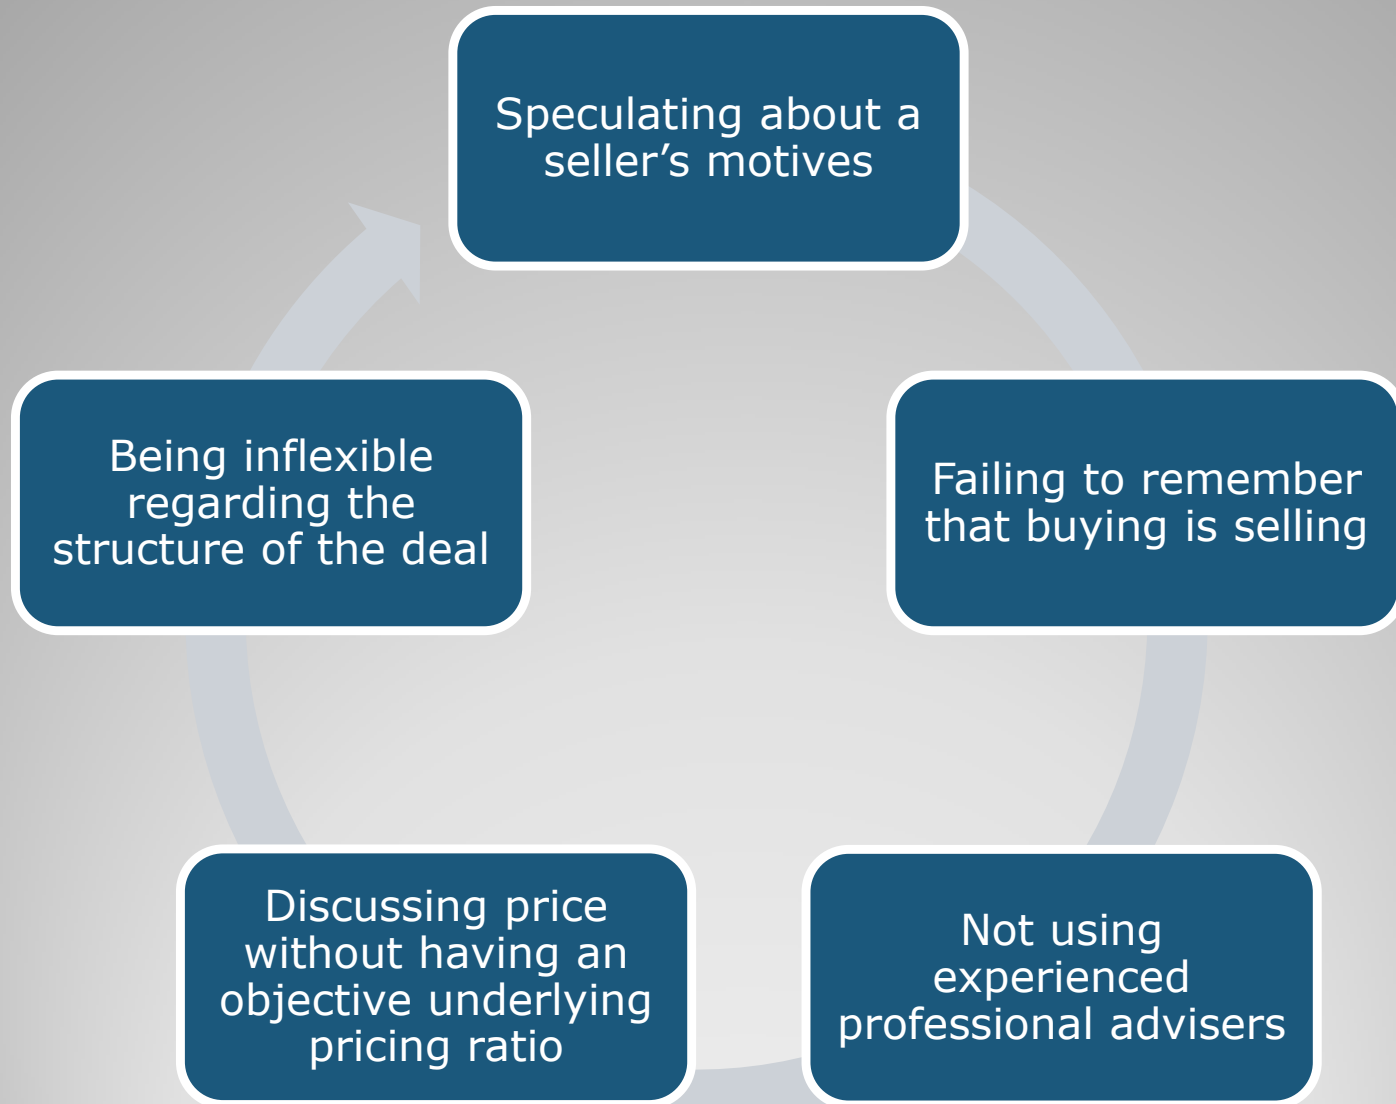 Speculating about a
seller’s motives
Failing to remember
that buying is selling
Not using
experienced
professional advisers
Discussing price
without having an
objective underlying
pricing ratio
Being inflexible
regarding the
structure of the deal